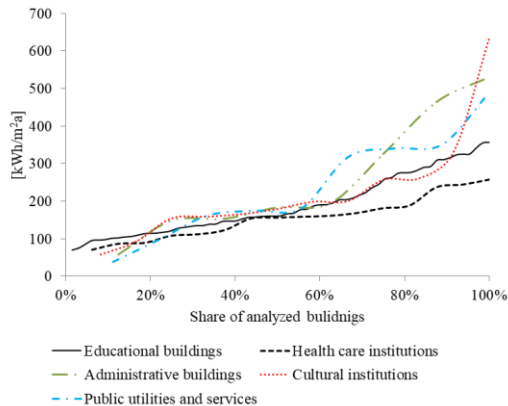 700
600
500
400
300
200
100
0
[kWh/m²a]
0% 20% 40% 60% 80% 100%
Share of analyzed bulidnigs
Educational buildings Health care institutions
Administrative buildings Cultural institutions
Public utilities and services